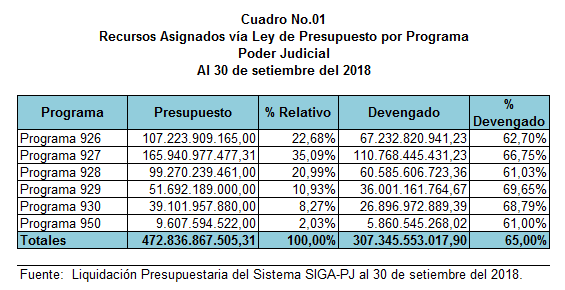 Cuadro No.01
Recursos Asignados vía Ley de Presupuesto por Programa
Poder Judicial
Al 30 de setiembre del 2018
Programa Presupuesto % Relativo Devengado % Devengado
Programa 926 107.223.909.165,00 22,68% 67.232.820.941,23 62,70%
Programa 927 165.940.977.477,31 35,09% 110.768.445.431,23 66,75%
Programa 928 99.270.239.461,00 20,99% 60.585.606.723,36 61,03%
Programa 929 51.692.189.000,00 10,93% 36.001.161.764,67 69,65%
Programa 930 39.101.957.880,00 8,27% 26.896.972.889,39 68,79%
Programa 950 9.607.594.522,00 2,03% 5.860.545.268,02 61,00%
Totales 472.836.867.505,31 100,00% 307.345.553.017,90 65,00%
Fuente: Liquidación Presupuestaria del Sistema SIGA-PJ al 30 de setiembre del 2018.